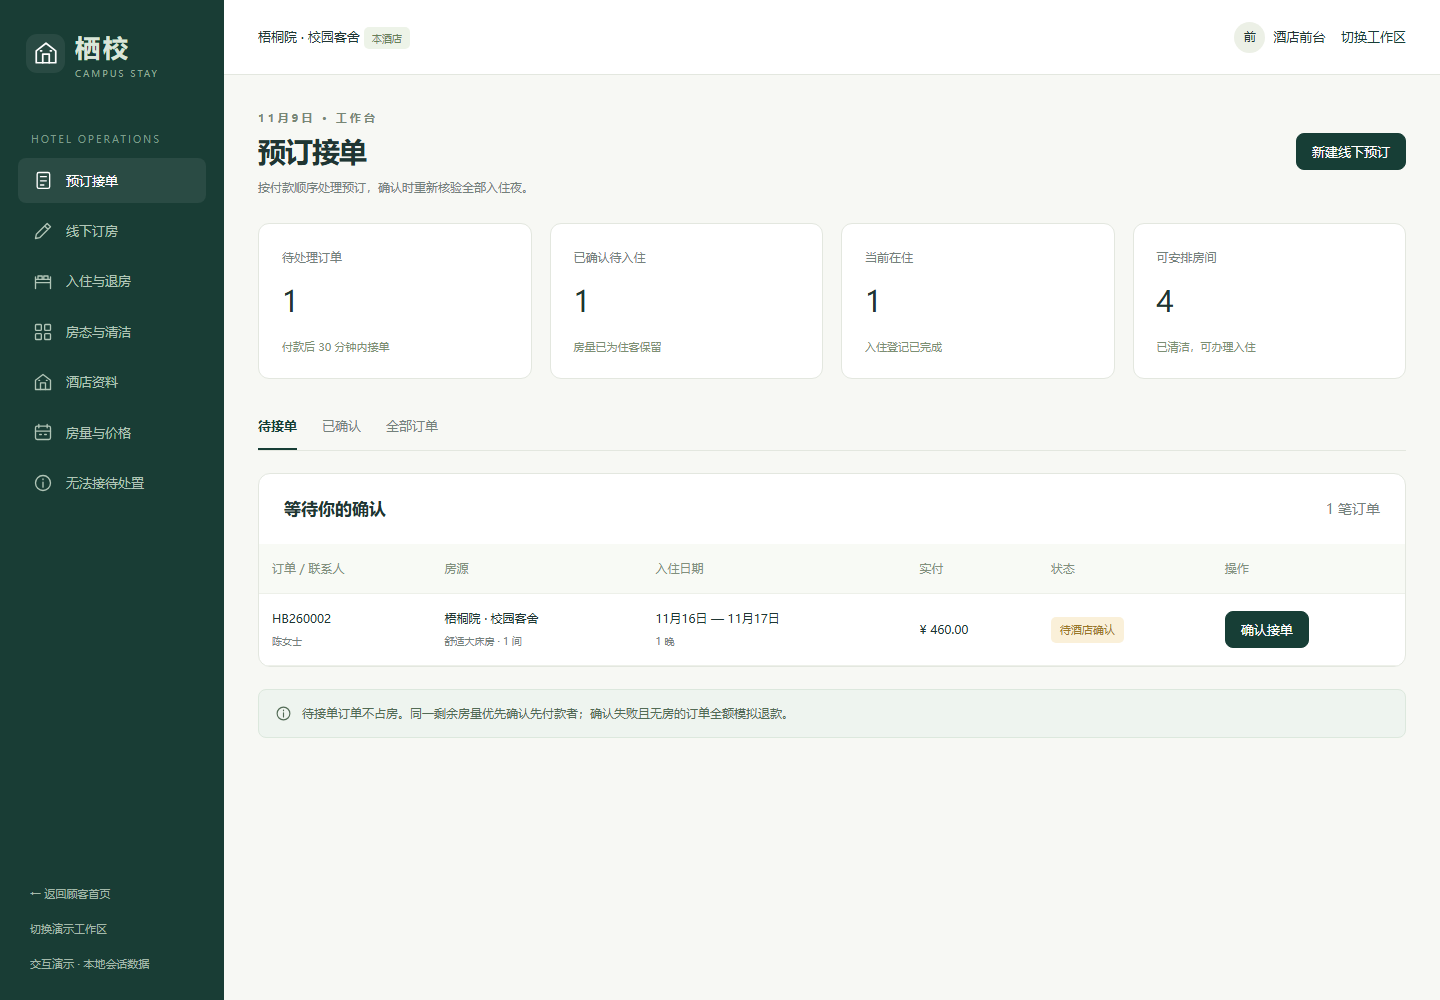 栖校
CAMPUS STAY
HOTEL OPERATIONS
预订接单
线下订房
入住与退房
房态与清洁
酒店资料
房量与价格
无法接待处置
← 返回顾客首页
切换演示工作区
交互演示 · 本地会话数据
梧桐院 · 校园客舍 本酒店
前 酒店前台 切换工作区
11月9日 • 工作台
预订接单
按付款顺序处理预订，确认时重新核验全部入住夜。
新建线下预订
待处理订单
1
付款后 30 分钟内接单
已确认待入住
1
房量已为住客保留
当前在住
1
入住登记已完成
可安排房间
4
已清洁，可办理入住
待接单 已确认 全部订单
等待你的确认 1 笔订单
订单 / 联系人 房源 入住日期 实付 状态 操作
HB260002 梧桐院 · 校园客舍 11月16日 — 11月17日 ¥ 460.00 待酒店确认 确认接单
陈女士 舒适大床房 · 1 间 1 晚
待接单订单不占房。同一剩余房量优先确认先付款者；确认失败且无房的订单全额模拟退款。